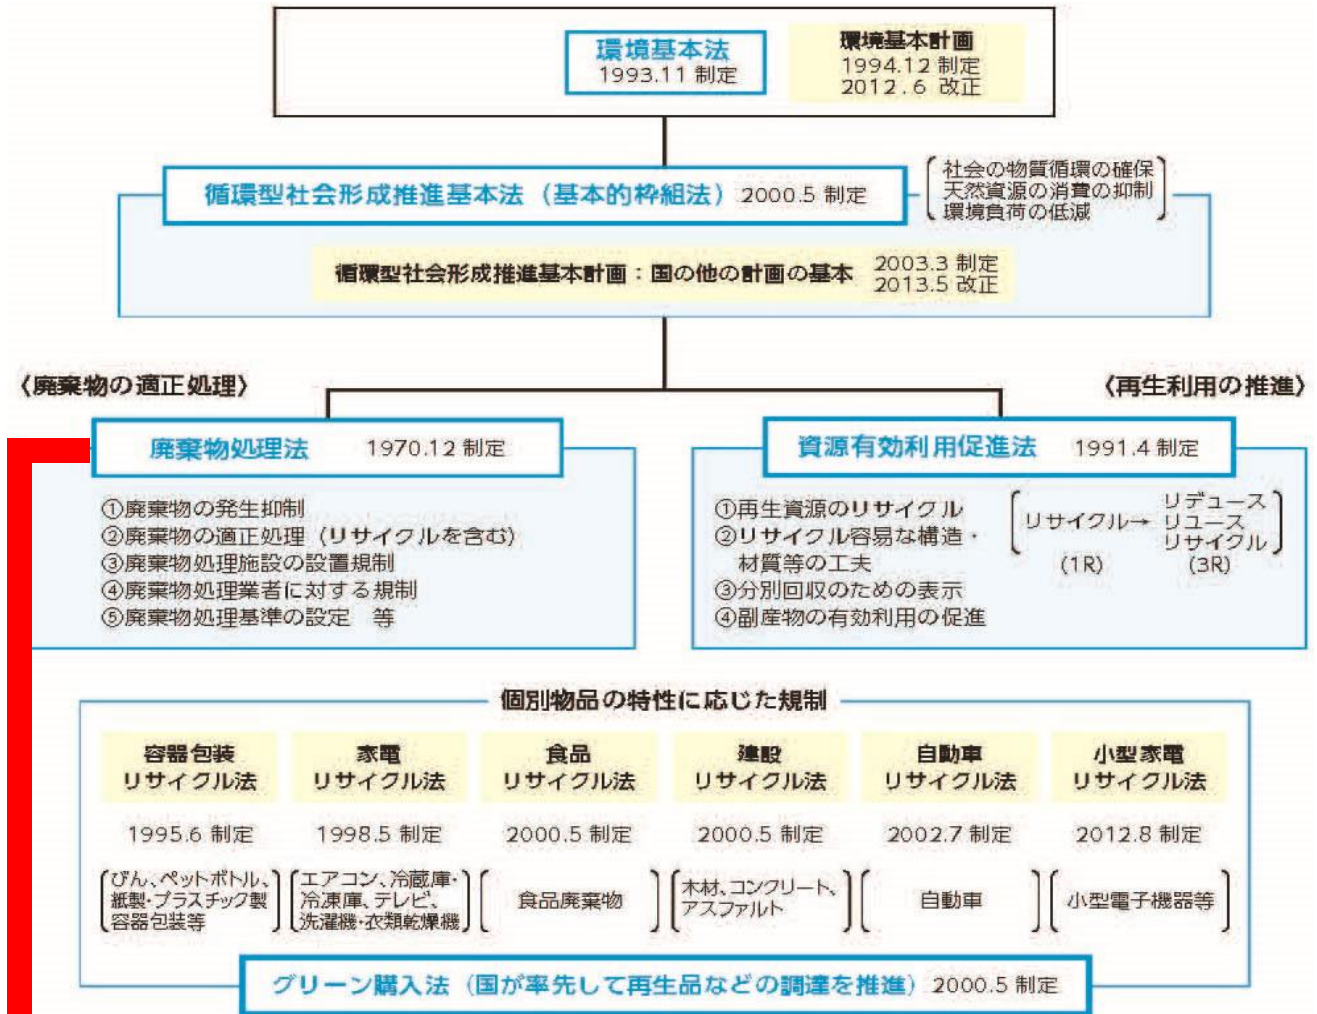 環境基本法
1993.11 制定
環境基本計画
1994.12 制定
2012.6 改正
循環型社会形成推進基本法(基本的枠組法) 2000.5 制定
社会の物質循環の確保
天然資源の消費の抑制
環境負荷の低減
循環型社会形成推進基本計画:国の他の計画の基本
2003.3 制定
2013.5 改正
〈廃棄物の適正処理〉
〈再生利用の推進〉
廃棄物処理法 1970.12 制定
①廃棄物の発生抑制
②廃棄物の適正処理(リサイクルを含む)
③廃棄物処理施設の設置規制
④廃棄物処理業者に対する規制
⑤廃棄物処理基準の設定 等
資源有効利用促進法 1991.4 制定
①再生資源のリサイクル
②リサイクル容易な構造・
材質等の工夫
③分別回収のための表示
④副産物の有効利用の促進
リサイクル→
(1R)
リデュース
リユース
リサイクル
(3R)
個別物品の特性に応じた規制
容器包装
リサイクル法
1995.6 制定
びん、ペットボトル、
紙製・プラスチック製
容器包装等
家電
リサイクル法
1998.5 制定
エアコン、冷蔵庫・
冷凍庫、テレビ、
洗濯機・衣類乾燥機
食品
リサイクル法
2000.5 制定
食品廃棄物
建設
リサイクル法
2000.5 制定
木材、コンクリート、
アスファルト
自動車
リサイクル法
2002.7 制定
自動車
小型家電
リサイクル法
2012.8 制定
小型電子機器等
グリーン購入法(国が率先して再生品などの調達を推進) 2000.5 制定